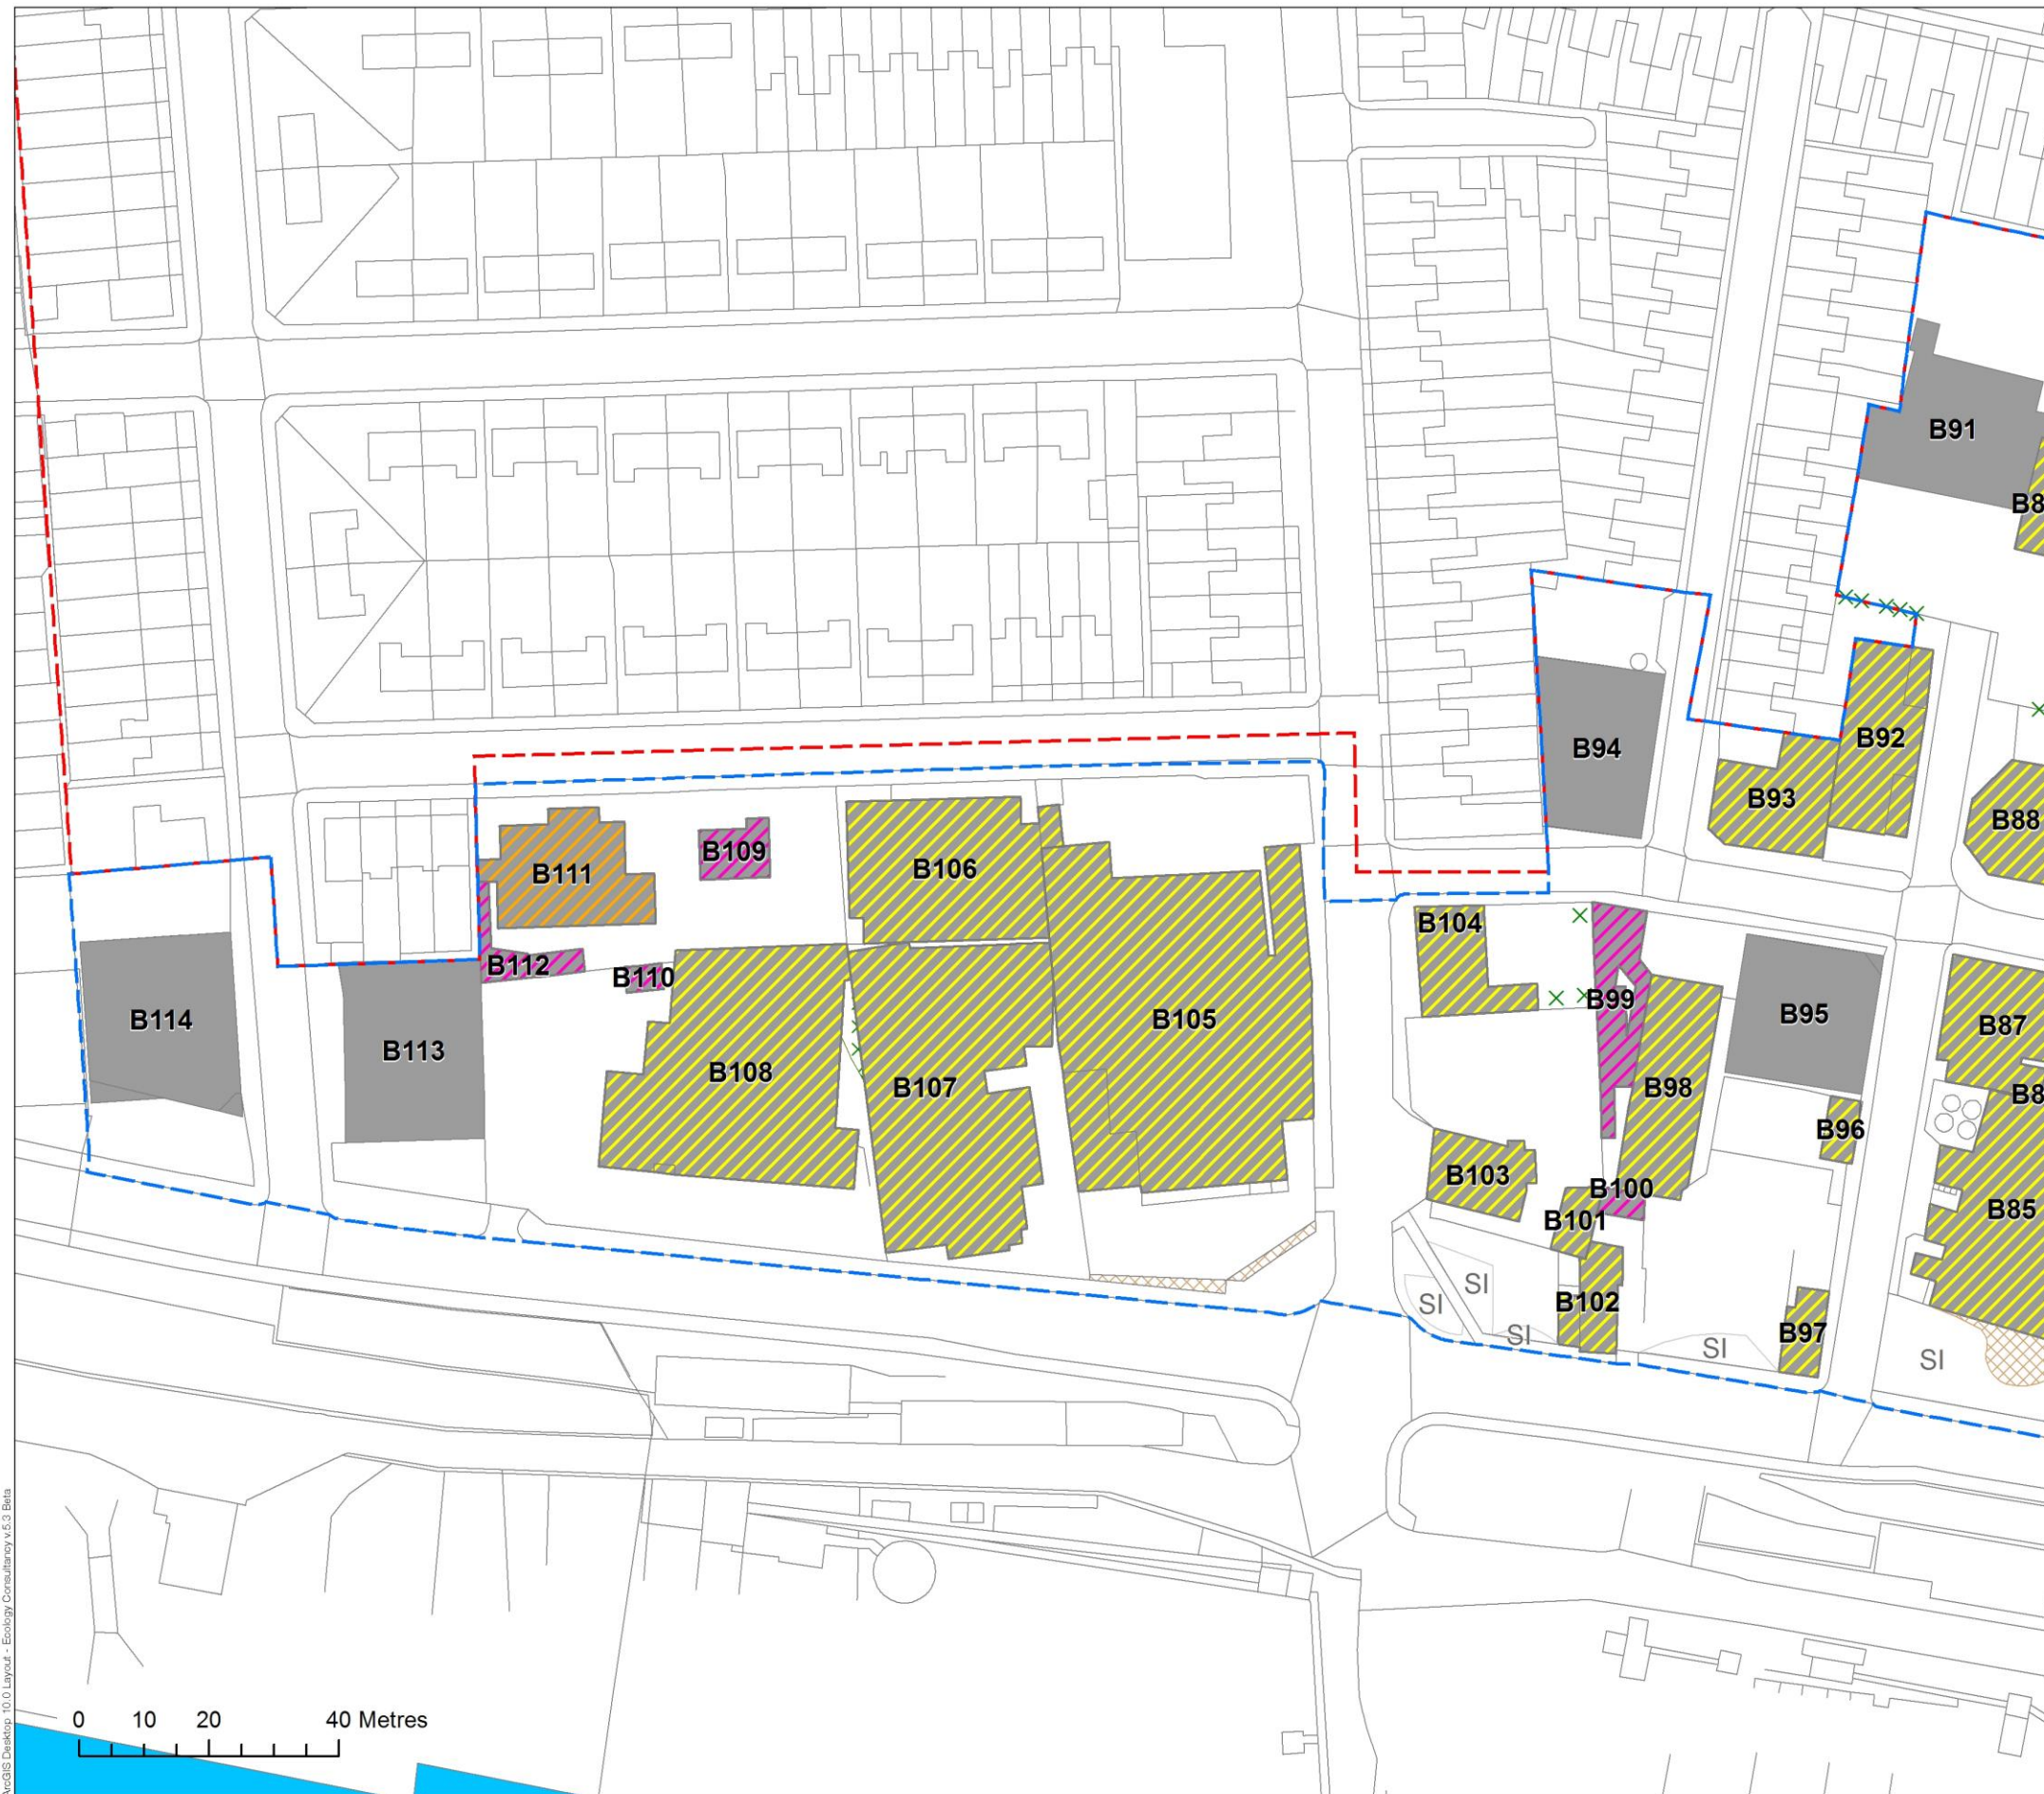 B91
B8
B94
B92
B93
B88
B111
B109
B106
B104
B112
B110
B99
B95
B114
B113
B108
B107
B105
B98
B87
B8
B96
B103
B100
B101
B85
SI
SI
SI
B102
SI
B97
SI
0 10 20 40 Metres
ArcGIS Desktop 10.0 Layout - Ecology Consultancy v.5.3 Beta